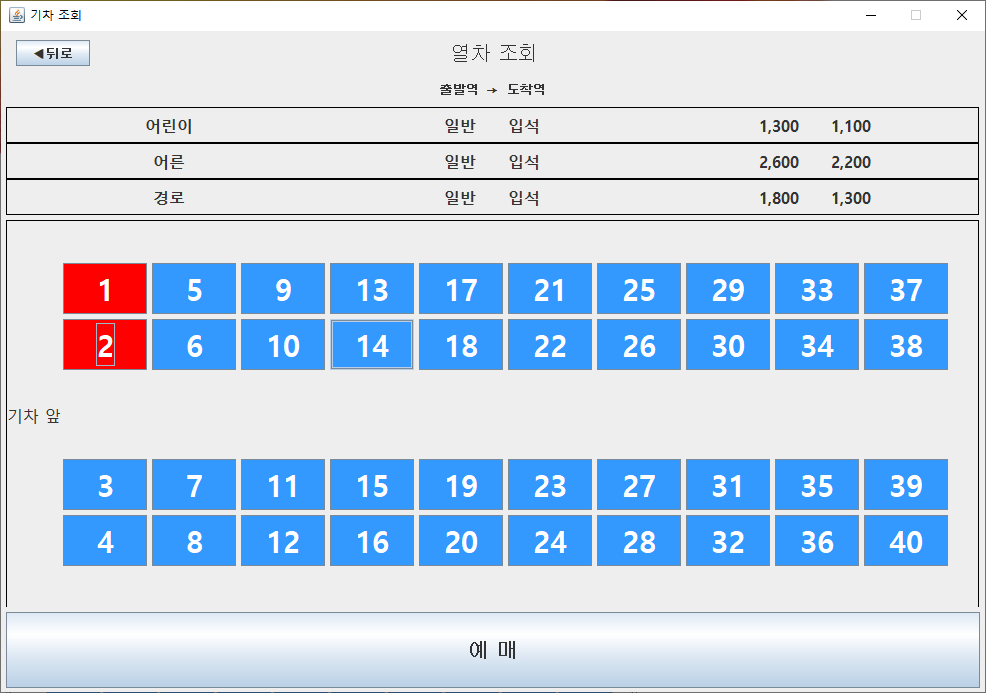 기차 조회
◀뒤로
열차 조회
출발역 → 도착역
어린이 일반 입석 1,300 1,100
어른 일반 입석 2,600 2,200
경로 일반 입석 1,800 1,300
1 5 9 13 17 21 25 29 33 37
2 6 10 14 18 22 26 30 34 38
기차 앞
3 7 11 15 19 23 27 31 35 39
4 8 12 16 20 24 28 32 36 40
예 매